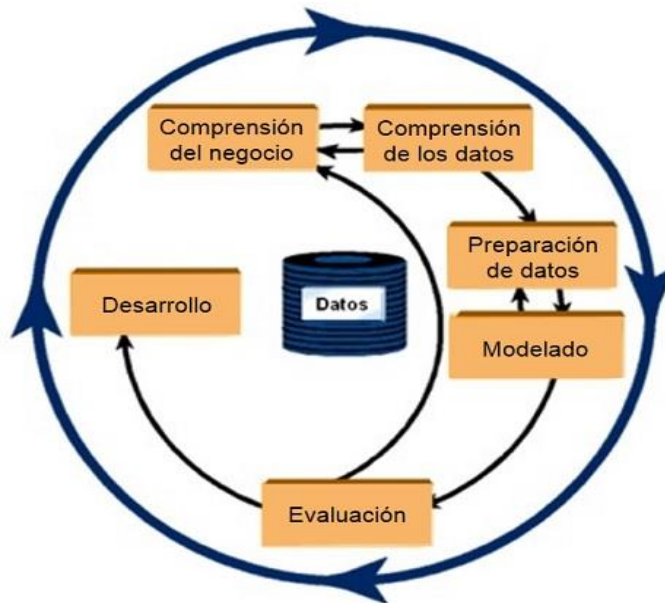 Comprensión
del negocio
Comprensión
de los datos
Preparación
de datos
Datos
Desarrollo
Modelado
Evaluación